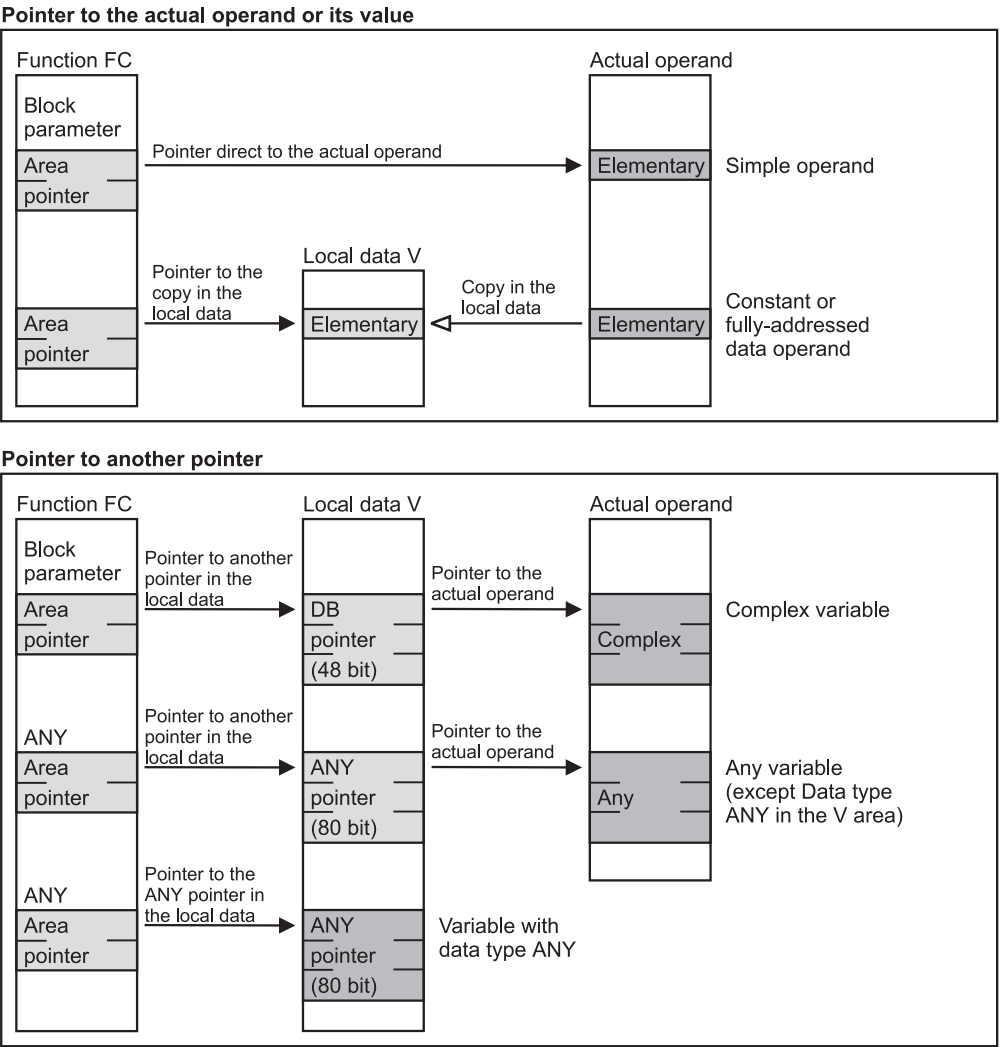 Pointer to the actual operand or its value
Function FC
Actual operand
Block
parameter
Area
pointer
Pointer direct to the actual operand
Elementary
Simple operand
Local data V
Pointer to the
copy in the
local data
Area
pointer
Elementary
Copy in the
local data
Elementary
Constant or
fully-addressed
data operand
Pointer to another pointer
Function FC
Local data V
Actual operand
Block
parameter
Area
pointer
Pointer to another
pointer in the
local data
DB
pointer
(48 bit)
Pointer to the
actual operand
Complex
Complex variable
ANY
Area
pointer
Pointer to another
pointer in the
local data
ANY
pointer
(80 bit)
Pointer to the
actual operand
Any
Any variable
(except Data type
ANY in the V area)
ANY
Area
pointer
Pointer to the
ANY pointer in
the local data
ANY
pointer
(80 bit)
Variable with
data type ANY